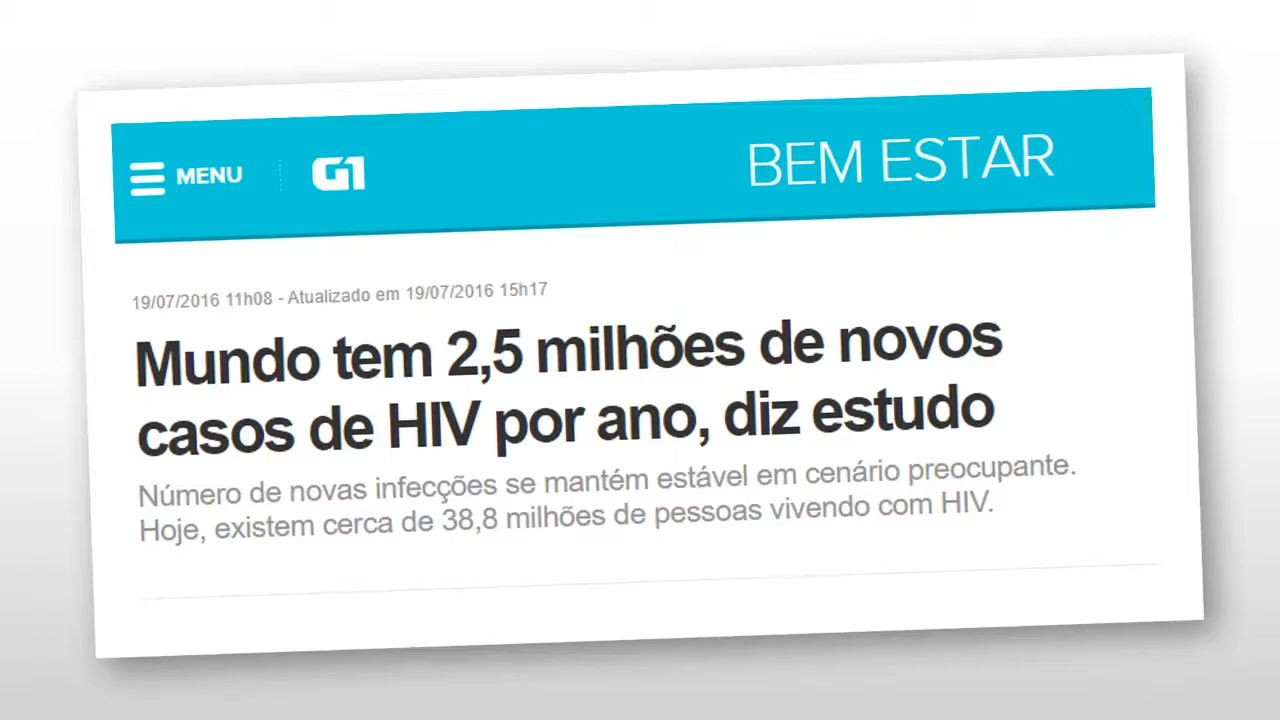 MENU G1 BEM ESTAR
19/07/2016 11h08 - Atualizado em 19/07/2016 15h17
Mundo tem 2,5 milhões de novos
casos de HIV por ano, diz estudo
Número de novas infecções se mantém estável em cenário preocupante.
Hoje, existem cerca de 38,8 milhões de pessoas vivendo com HIV.